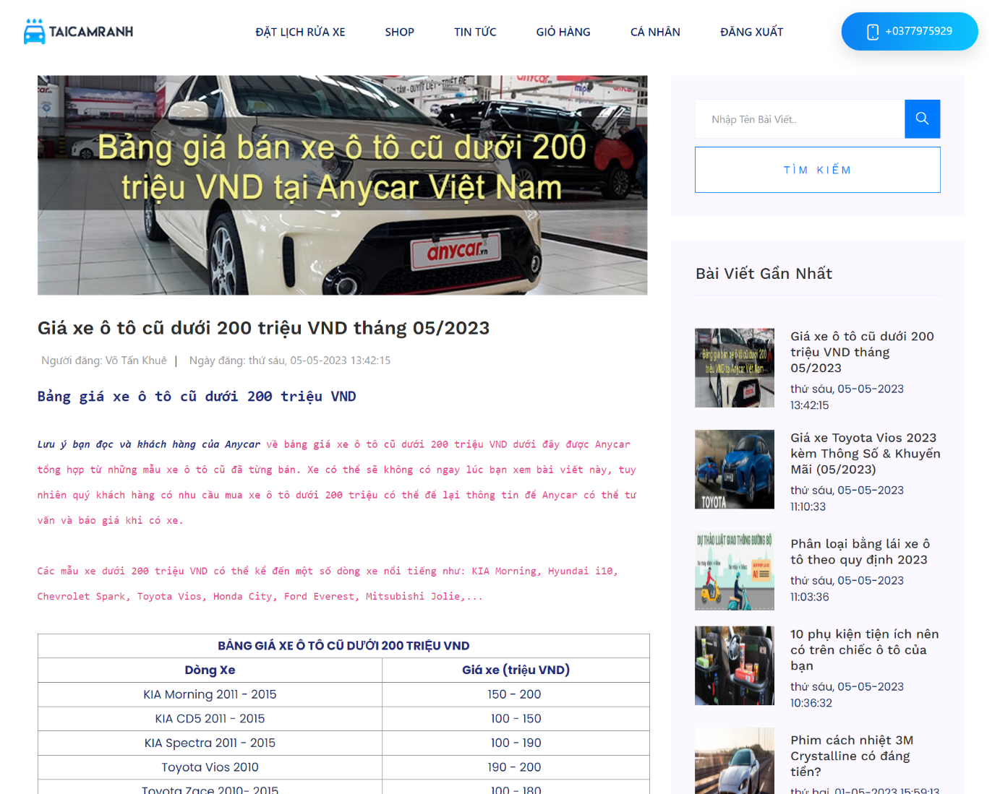 TAICAMRANH
ĐẶT LỊCH RỬA XE
SHOP
TIN TỨC
GIỎ HÀNG
CÁ NHÂN
ĐĂNG XUẤT
+0377975929
Bảng giá bán xe ô tô cũ dưới 200
triệu VND tại Anycar Việt Nam
anycar.vn
Giá xe ô tô cũ dưới 200 triệu VND tháng 05/2023
Người đăng: Võ Tấn Khuê | Ngày đăng: thứ sáu, 05-05-2023 13:42:15
Bảng giá xe ô tô cũ dưới 200 triệu VND
Lưu ý bạn đọc và khách hàng của Anycar về bảng giá xe ô tô cũ dưới 200 triệu VND dưới đây được Anycar
tổng hợp từ những mẫu xe ô tô cũ đã từng bán. Xe có thể sẽ không có ngay lúc bạn xem bài viết này, tuy
nhiên quý khách hàng có nhu cầu mua xe ô tô dưới 200 triệu có thể để lại thông tin để Anycar có thể tư
vấn và báo giá khi có xe.
Các mẫu xe dưới 200 triệu VND có thể kể đến một số dòng xe nổi tiếng như: KIA Morning, Hyundai i10,
Chevrolet Spark, Toyota Vios, Honda City, Ford Everest, Mitsubishi Jolie,...
BẢNG GIÁ XE Ô TÔ CŨ DƯỚI 200 TRIỆU VND
Dòng Xe Giá xe (triệu VND)
KIA Morning 2011 - 2015 150 - 200
KIA CD5 2011 - 2015 100 - 150
KIA Spectra 2011 - 2015 100 - 190
Toyota Vios 2010 190 - 200
Toyota Zace 2010- 2015 100 - 180
Nhập Tên Bài Viết..
TÌM KIẾM
Bài Viết Gần Nhất
Bảng giá bán xe ô tô cũ dưới 200
triệu VND tại Anycar Việt Nam
Giá xe ô tô cũ dưới 200
triệu VND tháng
05/2023
thứ sáu, 05-05-2023
13:42:15
TOYOTA
Giá xe Toyota Vios 2023
kèm Thông Số & Khuyến
Mãi (05/2023)
thứ sáu, 05-05-2023
11:10:33
DỰ THẢO LUẬT GIAO THÔNG ĐƯỜNG BỘ
A0
Phân loại bằng lái xe ô
tô theo quy định 2023
thứ sáu, 05-05-2023
11:03:36
10 phụ kiện tiện ích nên
có trên chiếc ô tô của
bạn
thứ sáu, 05-05-2023
10:36:32
Phim cách nhiệt 3M
Crystalline có đáng
tiền?
thứ hai, 01-05-2023 15:59:13